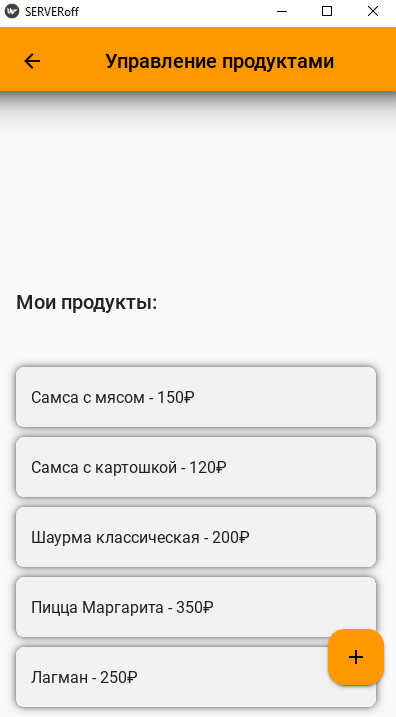 SERVERoff
Управление продуктами
Мои продукты:
Самса с мясом - 150₽
Самса с картошкой - 120₽
Шаурма классическая - 200₽
Пицца Маргарита - 350₽
Лагман - 250₽